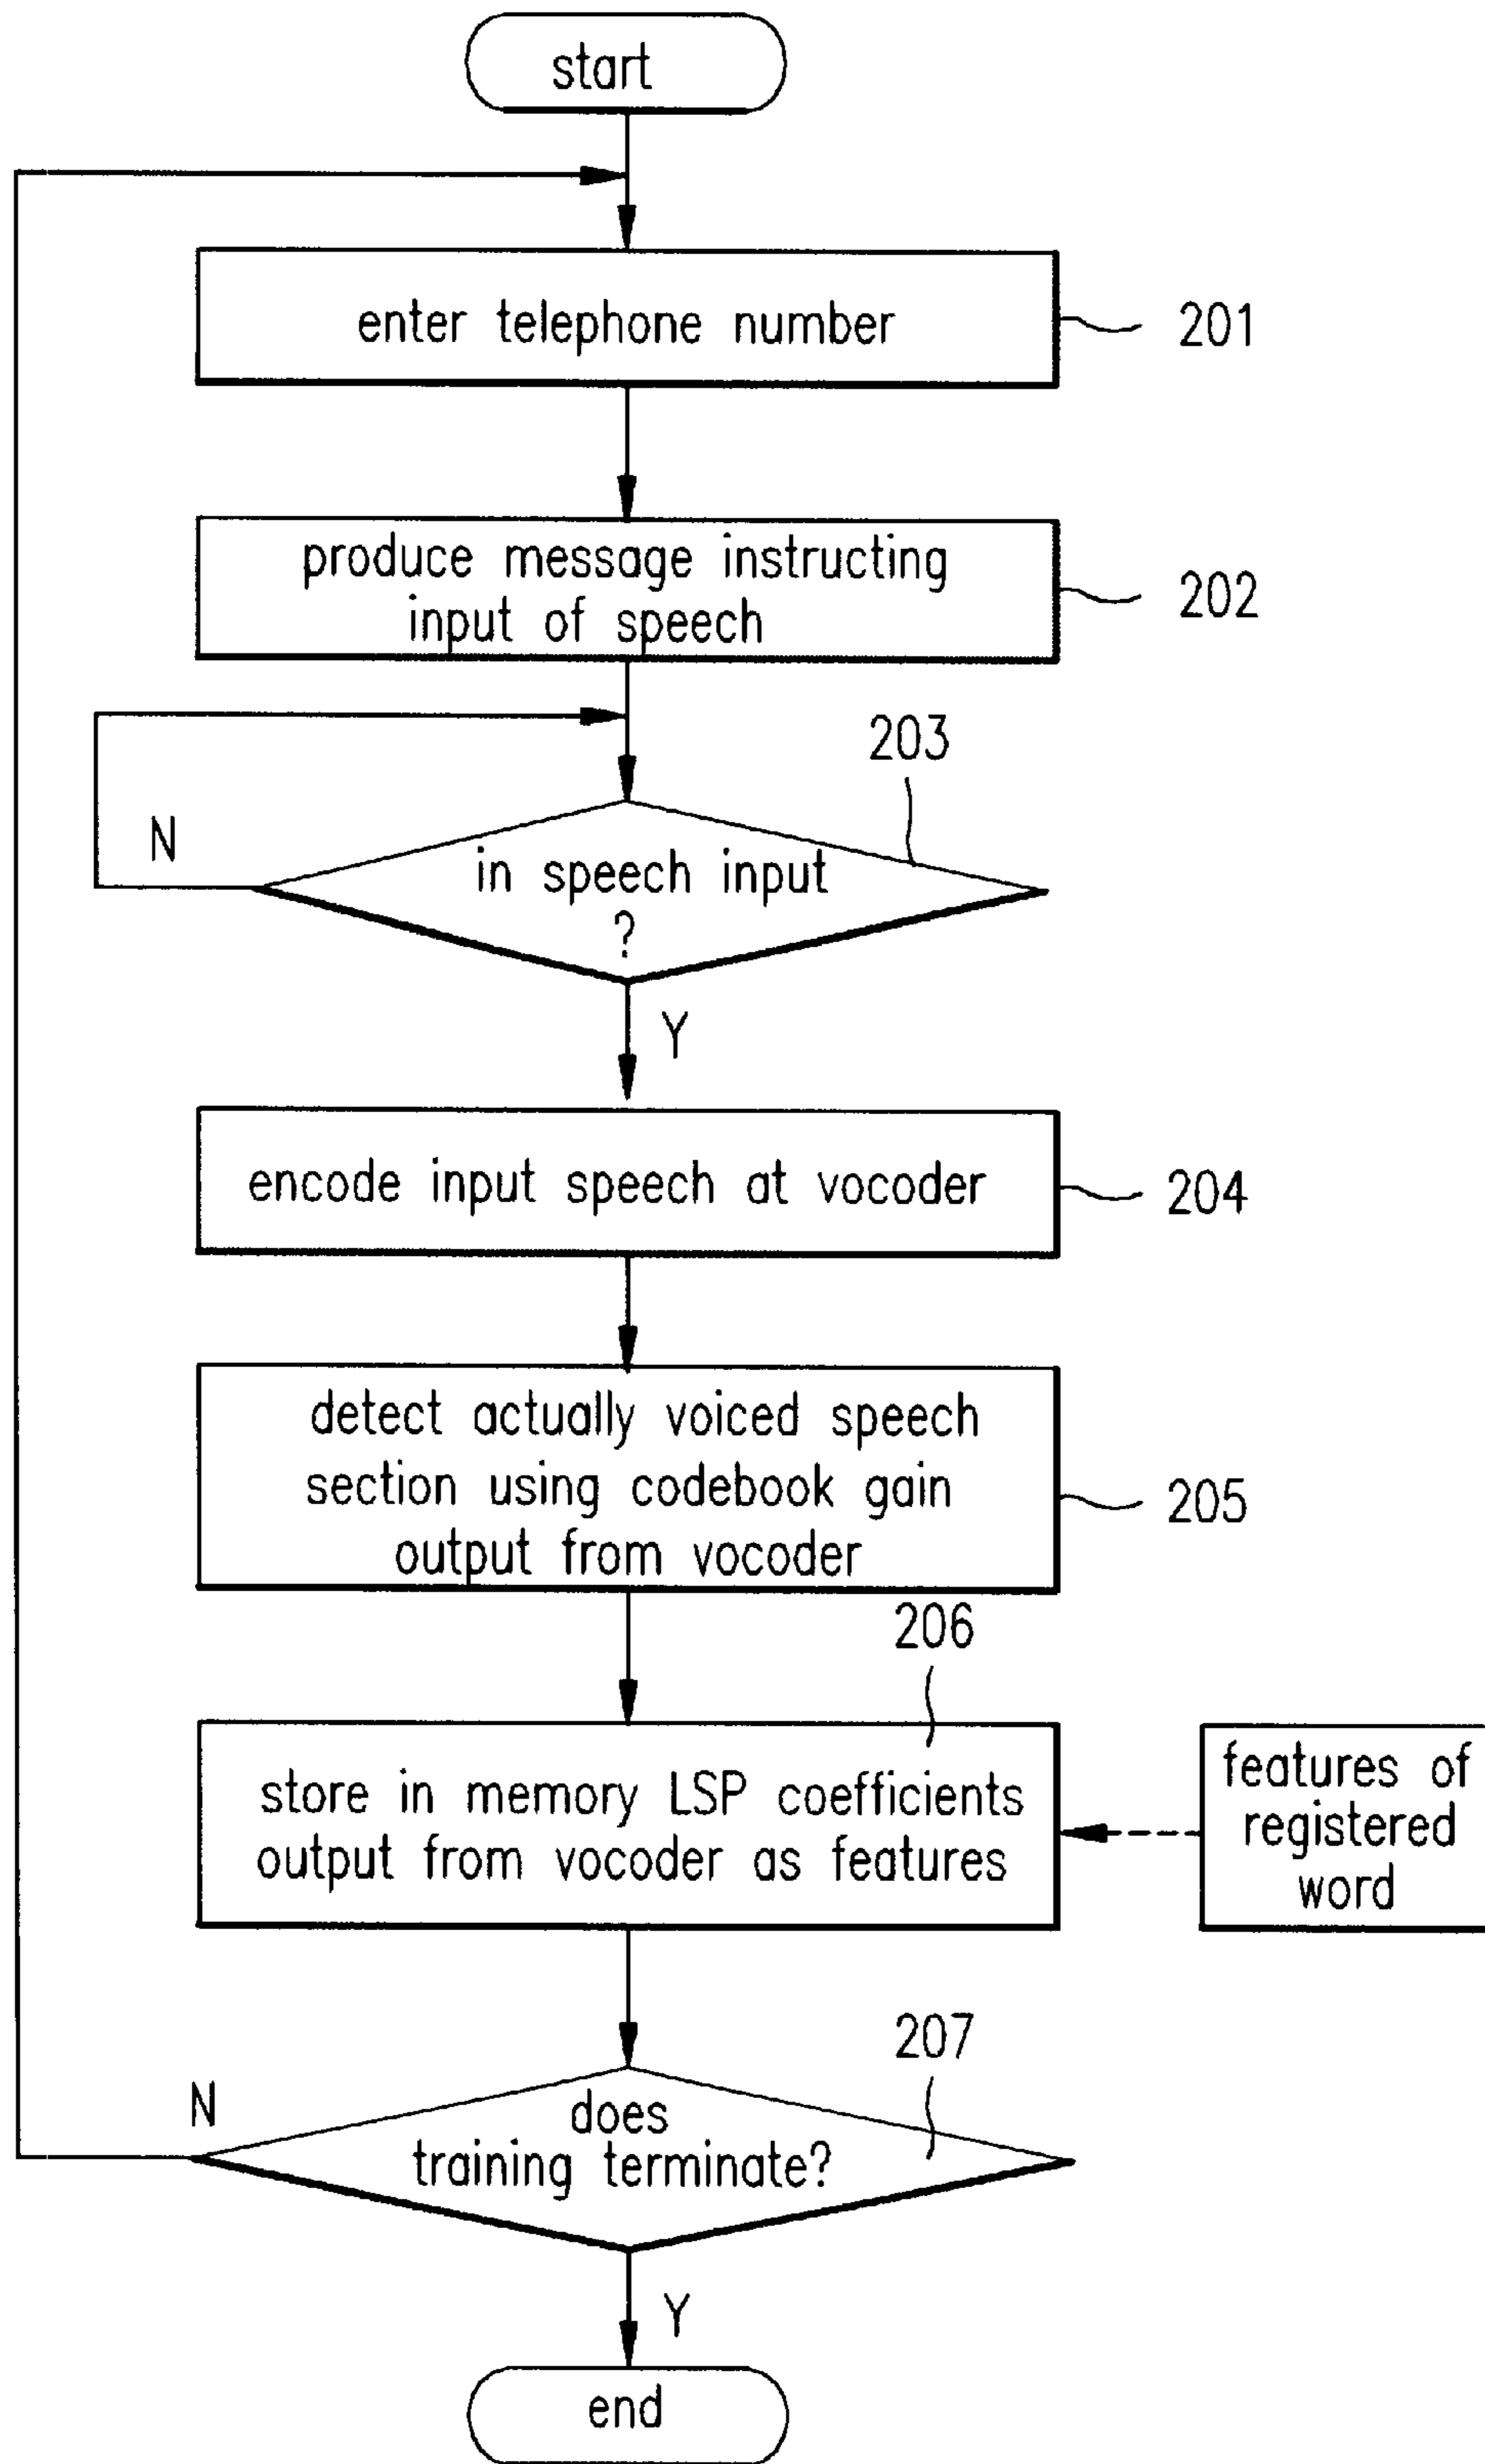 start
enter telephone number
201
produce message instructing
input of speech
202
203
N
in speech input
?
Y
encode input speech at vocoder
204
detect actually voiced speech
section using codebook gain
output from vocoder
205
206
store in memory LSP coefficients
output from vocoder as features
features of
registered
word
207
N
does
training terminate?
Y
end